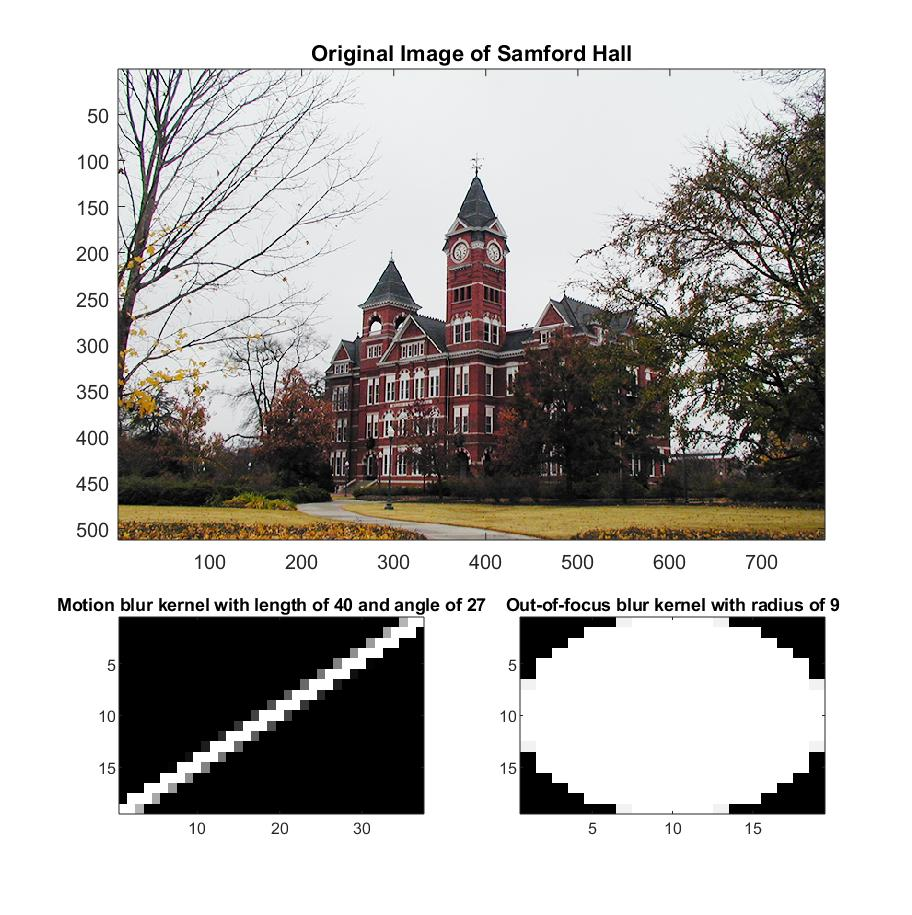 Original Image of Samford Hall
50
100
150
200
250
300
350
400
450
500
100 200 300 400 500 600 700
Motion blur kernel with length of 40 and angle of 27
5
10
15
10 20 30
Out-of-focus blur kernel with radius of 9
5
10
15
5 10 15